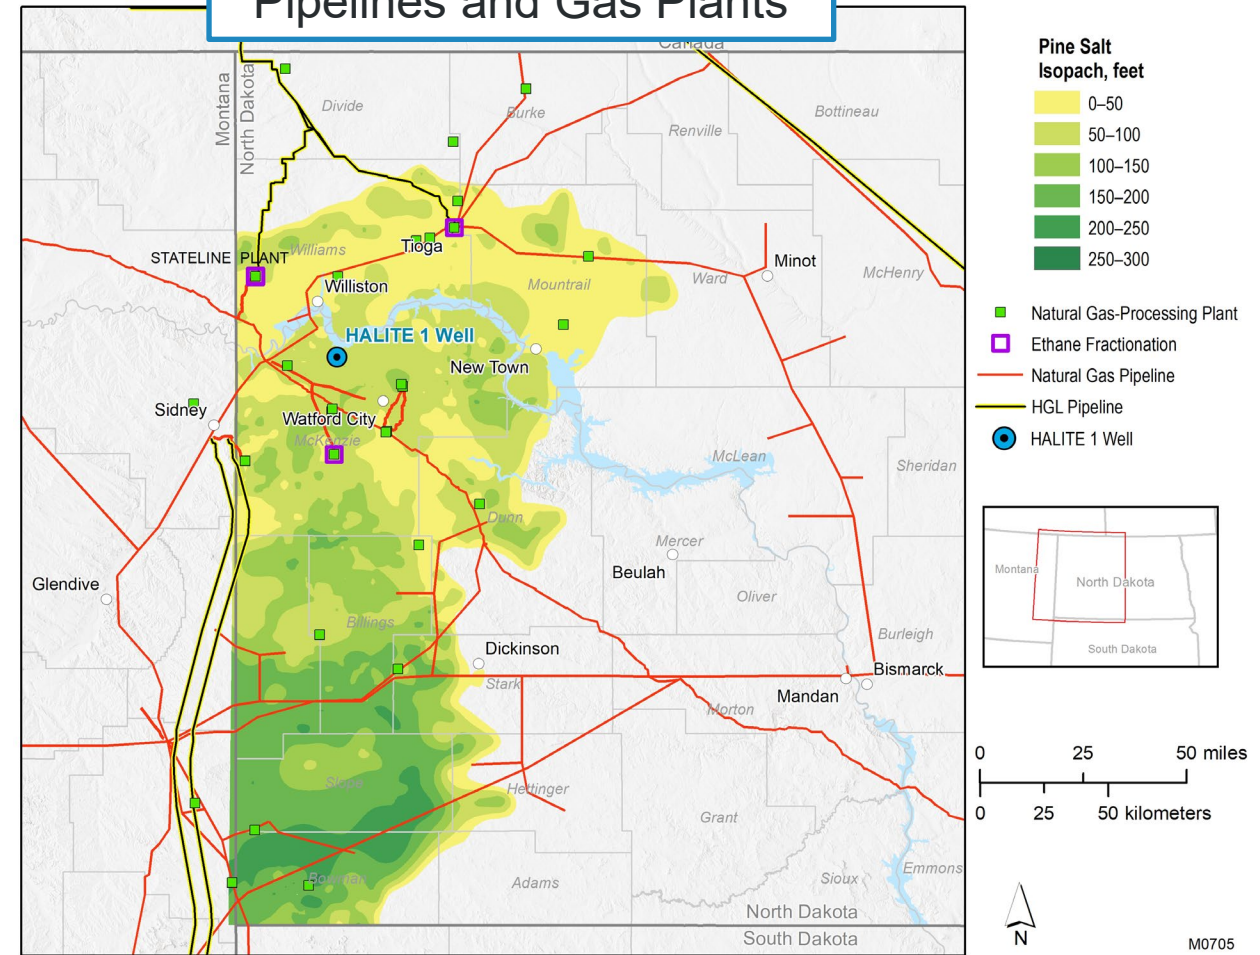 Pipelines and Gas Plants
Canada
Montana
North Dakota
Divide
Burke
Bottineau
Renville
Williams
Tioga
STATELINE PLANT
Mountrail
Ward
Minot
McHenry
Williston
HALITE 1 Well
New Town
Sidney
Watford City
McKenzie
McLean
Sheridan
Dunn
Mercer
Beulah
Glendive
Oliver
Billings
Burleigh
Dickinson
Stark
Bismarck
Mandan
Morton
Slope
Hettinger
Grant
Bowman
Adams
Sioux
Emmons
North Dakota
South Dakota
Pine Salt
Isopach, feet
0–50
50–100
100–150
150–200
200–250
250–300
Natural Gas-Processing Plant
Ethane Fractionation
Natural Gas Pipeline
HGL Pipeline
HALITE 1 Well
Montana
North Dakota
South Dakota
0 25 50 miles
0 25 50 kilometers
N
M0705